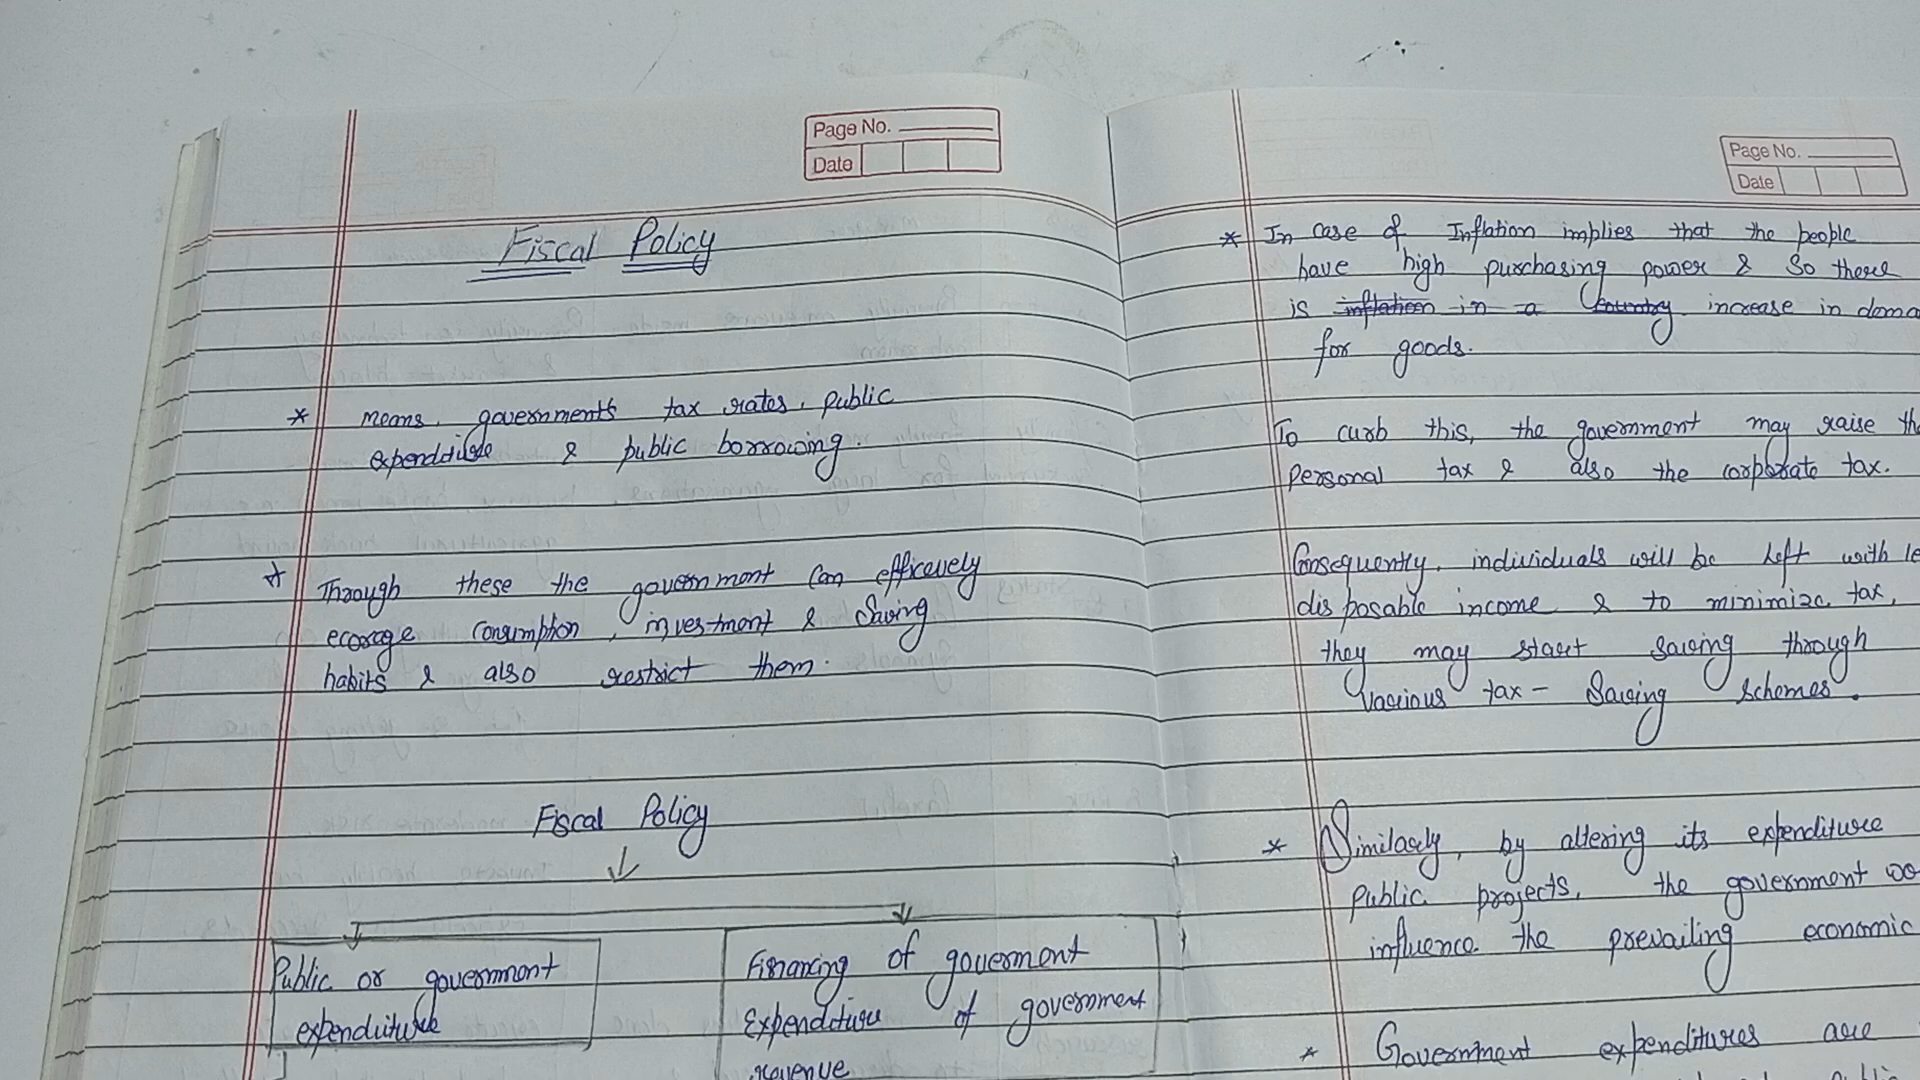 Page No.
Date
Fiscal Policy
* means, government's tax rates, public
expenditure & public borrowing.
* Through these the government can efficevely
ecorage consumption, investment & saving
habits & also restrict them.
Fiscal Policy
Public or government
expenduiture
Financing of goverment
Expenditure of government
revenue
Page No.
Date
* In case of Inflation implies that the people
have high purchasing power & so there
is inflation in a Country increase in dema
for goods.
To curb this, the government may raise th
personal tax & also the corporate tax.
Consequently, individuals will be left with le
disposable income & to minimize tax,
they may start saving through
various tax- Saving schemes.
* Similarly, by altering its expenditure
public projects, the government wo
influence the prevailing economic
* Government expenditures are